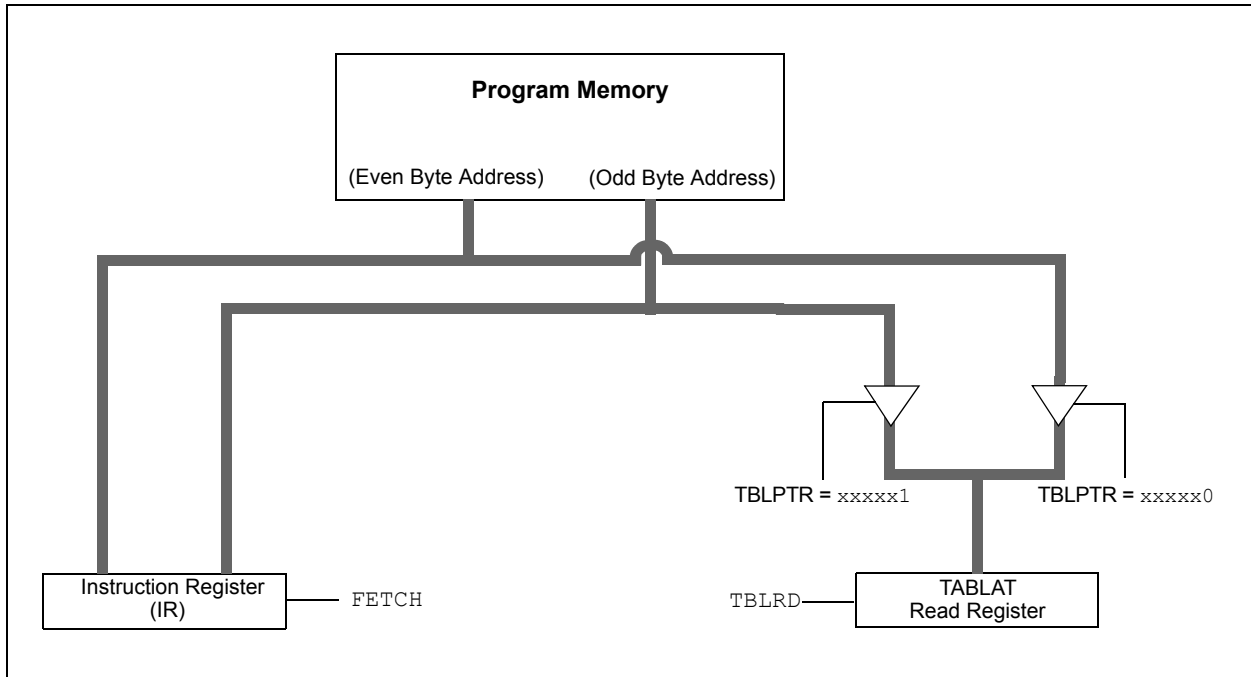 Program Memory
(Even Byte Address) (Odd Byte Address)
TBLPTR = xxxxx1
TBLPTR = xxxxx0
Instruction Register
(IR)
FETCH
TBLRD
TABLAT
Read Register